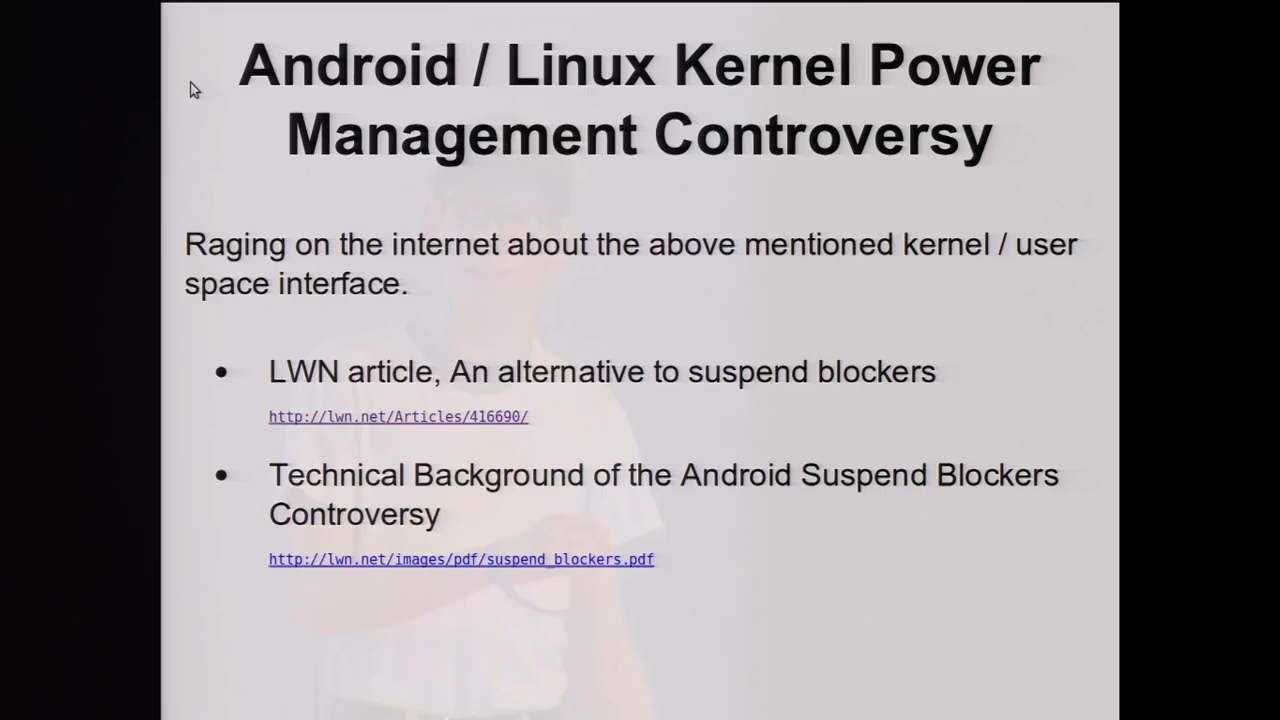 Android / Linux Kernel Power
Management Controversy
Raging on the internet about the above mentioned kernel / user
space interface.
• LWN article, An alternative to suspend blockers
http://lwn.net/Articles/416690/
• Technical Background of the Android Suspend Blockers
Controversy
http://lwn.net/images/pdf/suspend_blockers.pdf